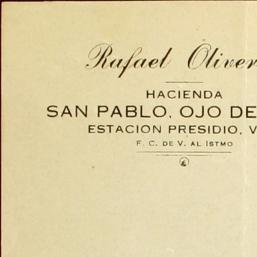 Rafael Oliver
HACIENDA
SAN PABLO, OJO DE
ESTACION PRESIDIO, V
F. C. DE V. AL ISTMO